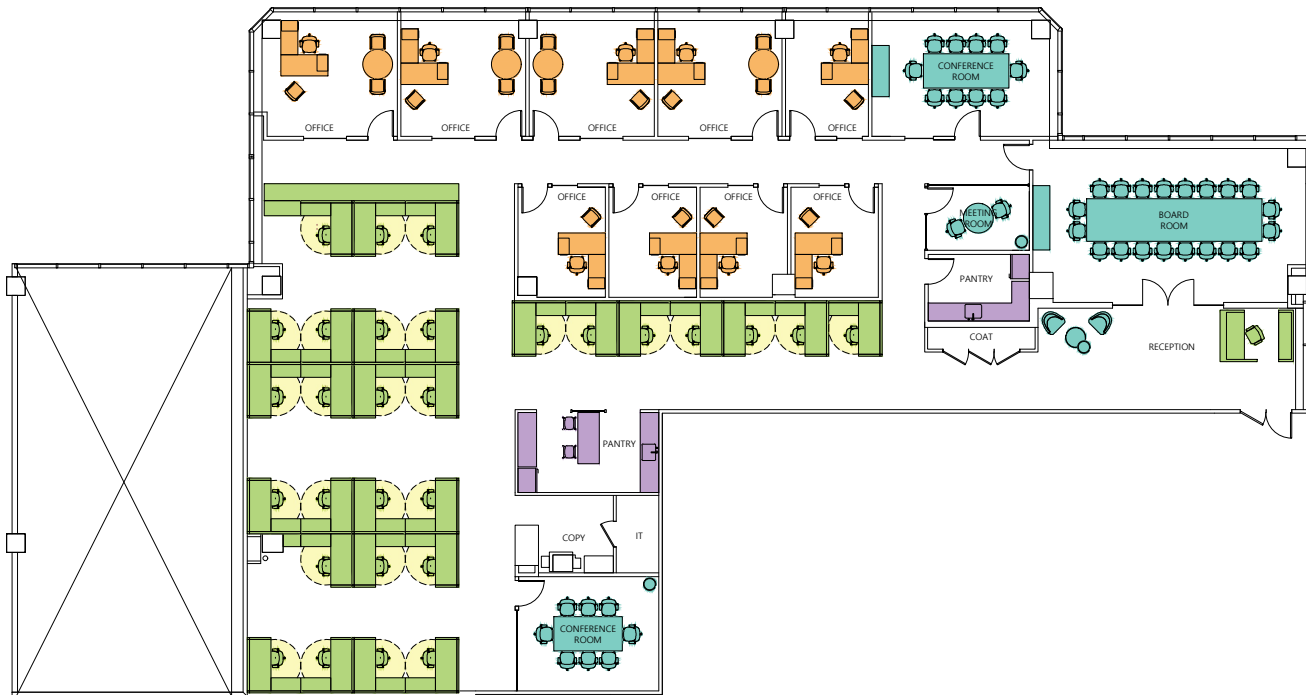 CONFERENCE
ROOM
OFFICE
OFFICE
OFFICE
OFFICE
OFFICE
OFFICE
OFFICE
OFFICE
OFFICE
MEETING
ROOM
BOARD
ROOM
PANTRY
COAT
RECEPTION
PANTRY
COPY
IT
CONFERENCE
ROOM